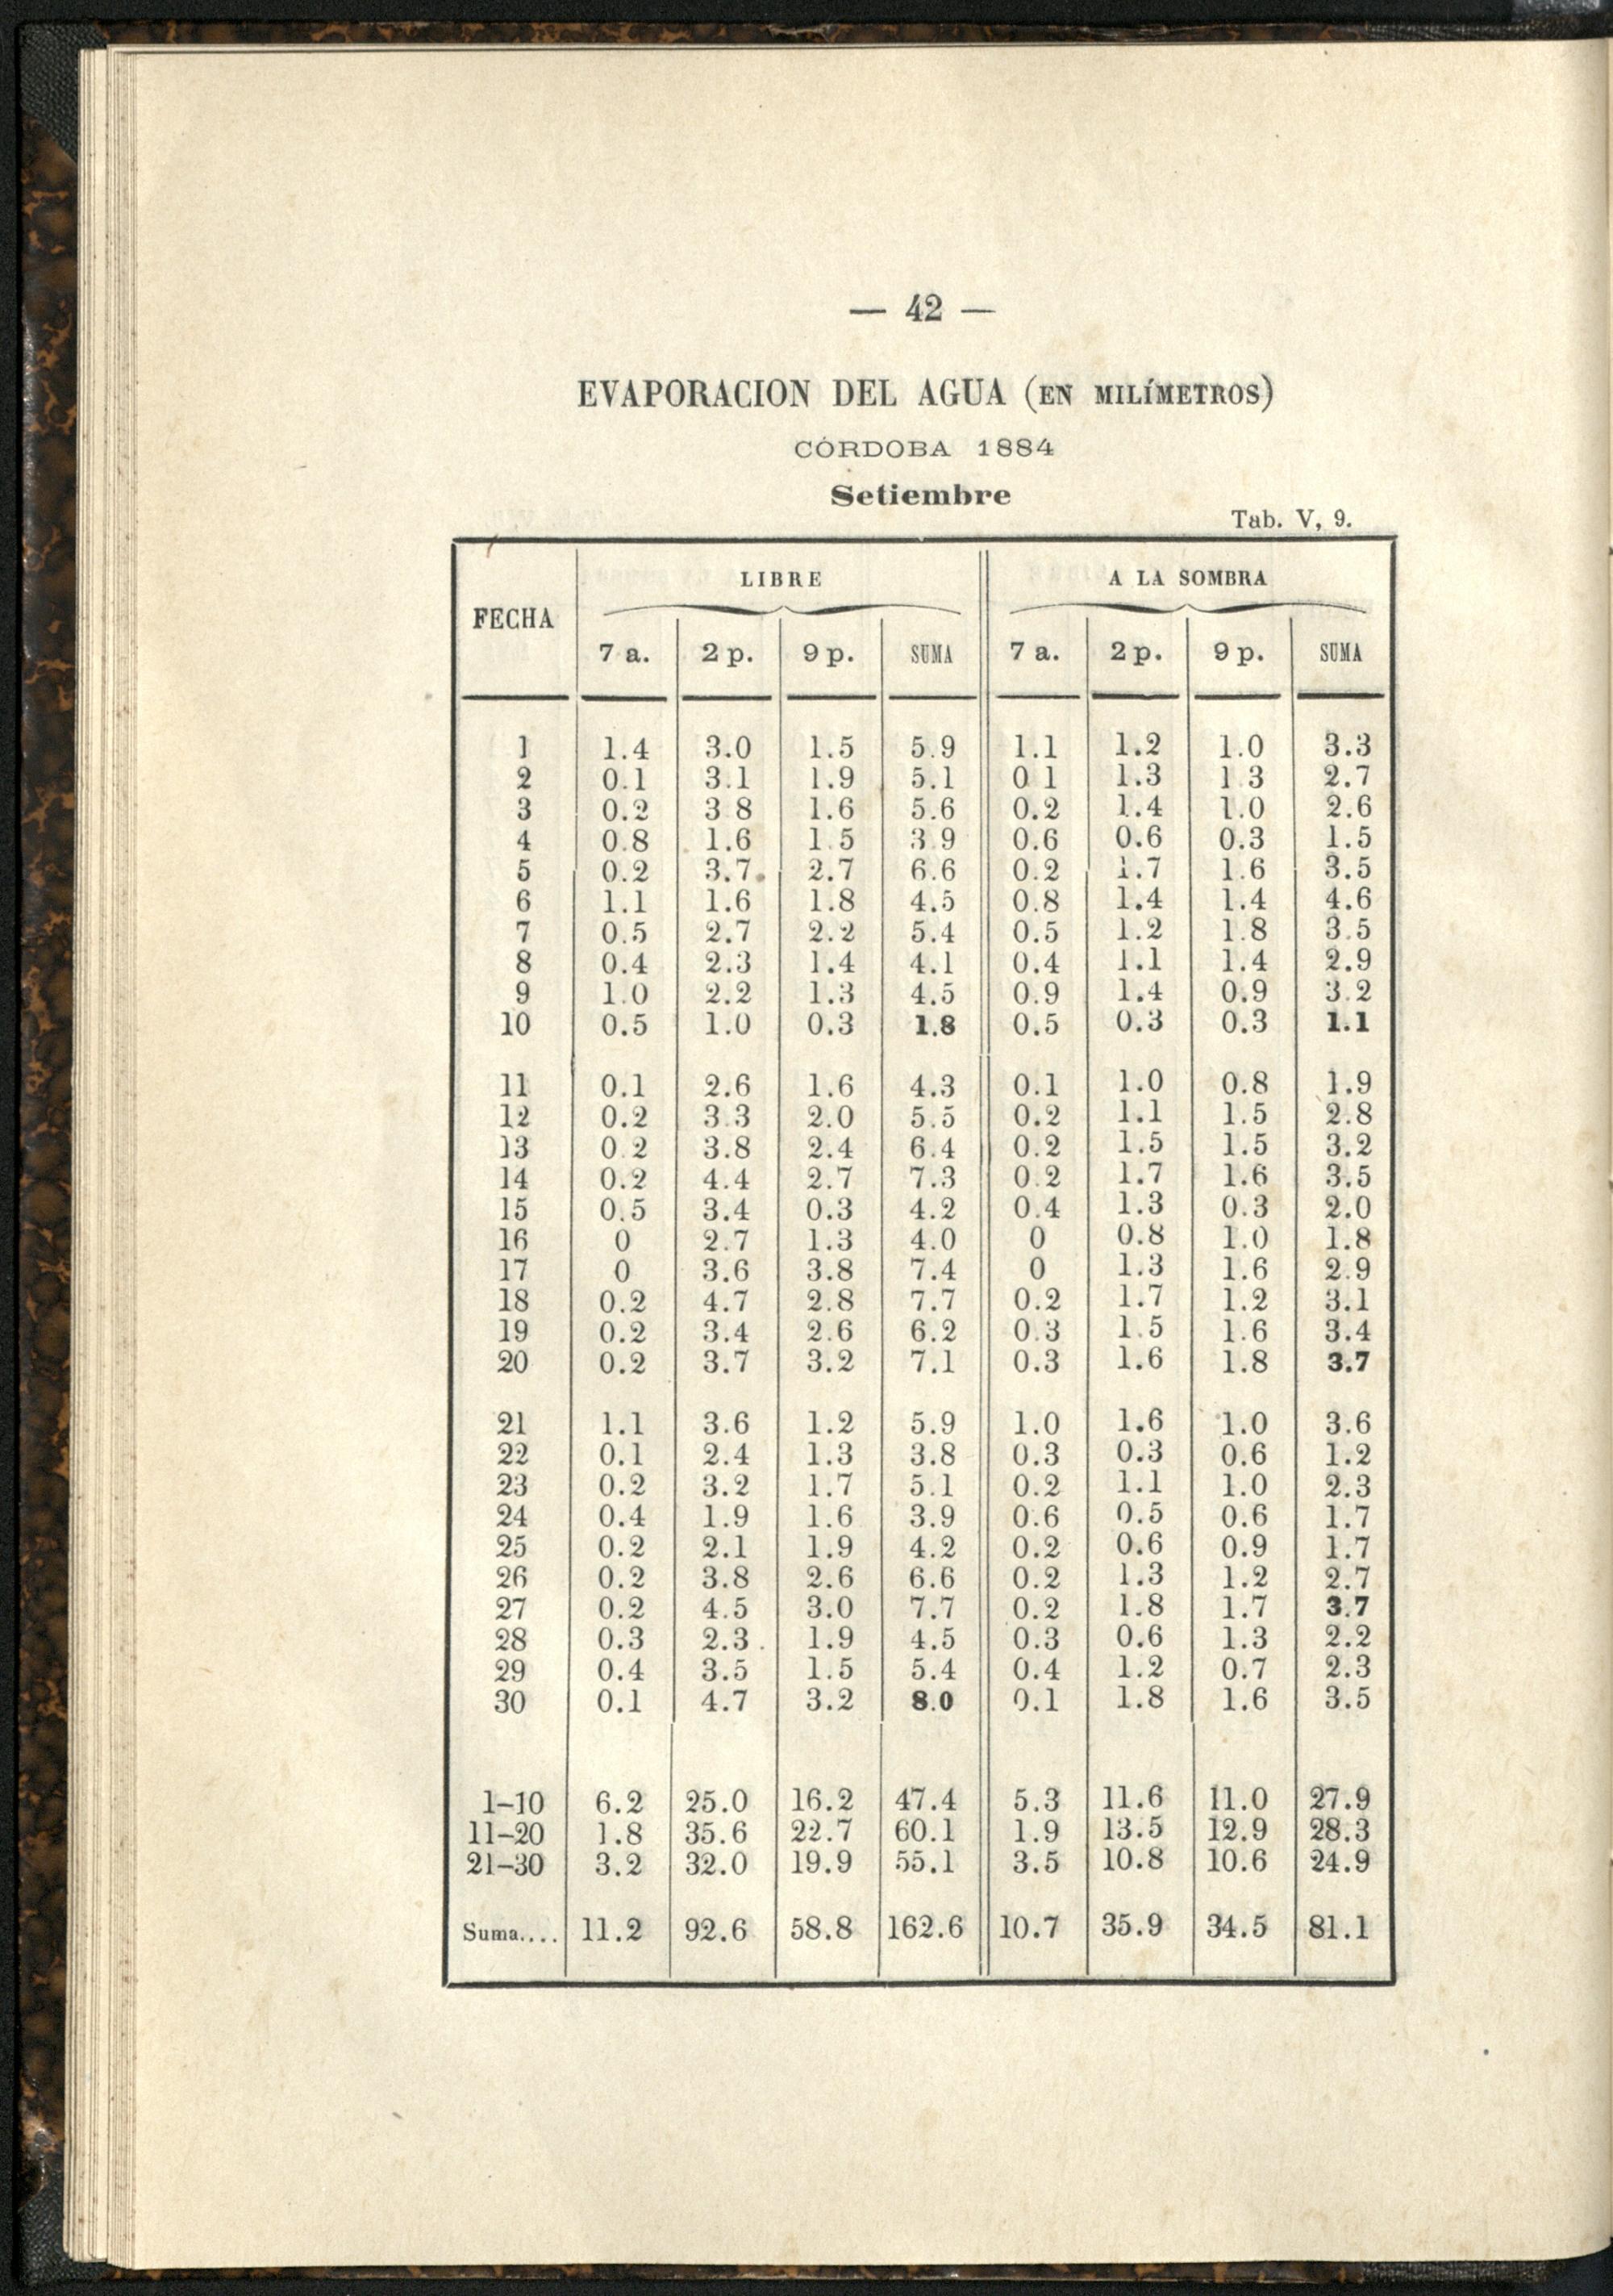 — 42 —
EVAPORACION DEL AGUA (EN MILÍMETROS)
CÓRDOBA 1884
Setiembre
Tab. V, 9.
FECHA LIBRE A LA SOMBRA
7 a. 2 p. 9 p. SUMA 7 a. 2 p. 9 p. SUMA
1 1.4 3.0 1.5 5.9 1.1 1.2 1.0 3.3
2 0.1 3.1 1.9 5.1 0 1 1.3 1 3 2.7
3 0.2 3 8 1.6 5.6 0.2 1.4 1.0 2.6
4 0.8 1.6 1.5 3.9 0.6 0.6 0.3 1.5
5 0.2 3.7 2.7 6.6 0.2 1.7 1.6 3.5
6 1.1 1.6 1.8 4.5 0.8 1.4 1.4 4.6
7 0.5 2.7 2.2 5.4 0.5 1.2 1.8 3.5
8 0.4 2.3 1.4 4.1 0.4 1.1 1.4 2.9
9 1.0 2.2 1.3 4.5 0.9 1.4 0.9 3.2
10 0.5 1.0 0.3 1.8 0.5 0.3 0.3 1.1
11 0.1 2.6 1.6 4.3 0.1 1.0 0.8 1.9
12 0.2 3.3 2.0 5.5 0.2 1.1 1.5 2.8
13 0.2 3.8 2.4 6.4 0.2 1.5 1.5 3.2
14 0.2 4.4 2.7 7.3 0.2 1.7 1.6 3.5
15 0.5 3.4 0.3 4.2 0.4 1.3 0.3 2.0
16 0 2.7 1.3 4.0 0 0.8 1.0 1.8
17 0 3.6 3.8 7.4 0 1.3 1.6 2.9
18 0.2 4.7 2.8 7.7 0.2 1.7 1.2 3.1
19 0.2 3.4 2.6 6.2 0.3 1.5 1.6 3.4
20 0.2 3.7 3.2 7.1 0.3 1.6 1.8 3.7
21 1.1 3.6 1.2 5.9 1.0 1.6 1.0 3.6
22 0.1 2.4 1.3 3.8 0.3 0.3 0.6 1.2
23 0.2 3.2 1.7 5.1 0.2 1.1 1.0 2.3
24 0.4 1.9 1.6 3.9 0.6 0.5 0.6 1.7
25 0.2 2.1 1.9 4.2 0.2 0.6 0.9 1.7
26 0.2 3.8 2.6 6.6 0.2 1.3 1.2 2.7
27 0.2 4.5 3.0 7.7 0.2 1.8 1.7 3.7
28 0.3 2.3 1.9 4.5 0.3 0.6 1.3 2.2
29 0.4 3.5 1.5 5.4 0.4 1.2 0.7 2.3
30 0.1 4.7 3.2 8.0 0.1 1.8 1.6 3.5
1–10 6.2 25.0 16.2 47.4 5.3 11.6 11.0 27.9
11–20 1.8 35.6 22.7 60.1 1.9 13.5 12.9 28.3
21–30 3.2 32.0 19.9 55.1 3.5 10.8 10.6 24.9
Suma.... 11.2 92.6 58.8 162.6 10.7 35.9 34.5 81.1